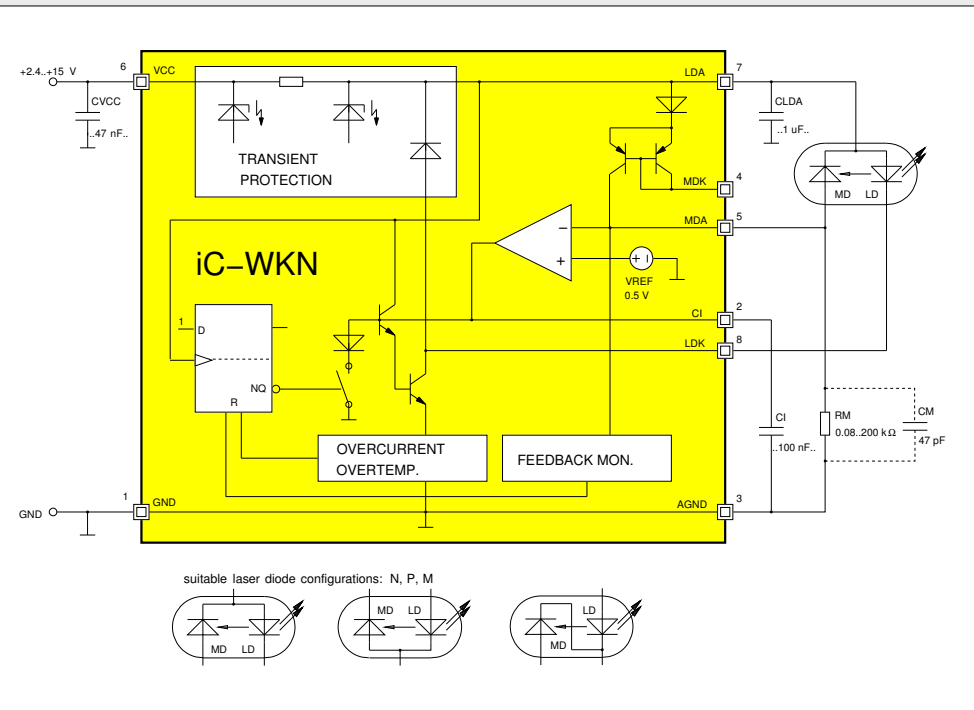 +2.4..+15 V
6
VCC
LDA
7
CVCC
..47 nF..
CLDA
..1 uF..
TRANSIENT
PROTECTION
MD
LD
MDK
4
MDA
5
−
+
+
iC−WKN
VREF
0.5 V
1
D
CI
2
LDK
8
NQ
R
OVERCURRENT
OVERTEMP.
FEEDBACK MON.
RM
0.08..200 kΩ
CM
47 pF
CI
..100 nF..
1
GND
AGND
3
GND
suitable laser diode configurations: N, P, M
MD LD
MD LD
LD
MD